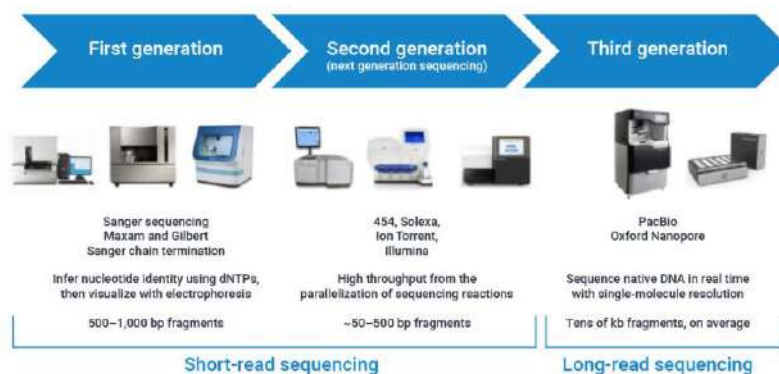 First generation
Second generation
(next generation sequencing)
Third generation
Sanger sequencing
Maxam and Gilbert
Sanger chain termination
454, Solexa,
Ion Torrent,
Illumina
PacBio
Oxford Nanopore
Infer nucleotide identity using dNTPs,
then visualize with electrophoresis
High throughput from the
parallelization of sequencing reactions
Sequence native DNA in real time
with single-molecule resolution
500–1,000 bp fragments
~50–500 bp fragments
Tens of kb fragments, on average
Short-read sequencing
Long-read sequencing